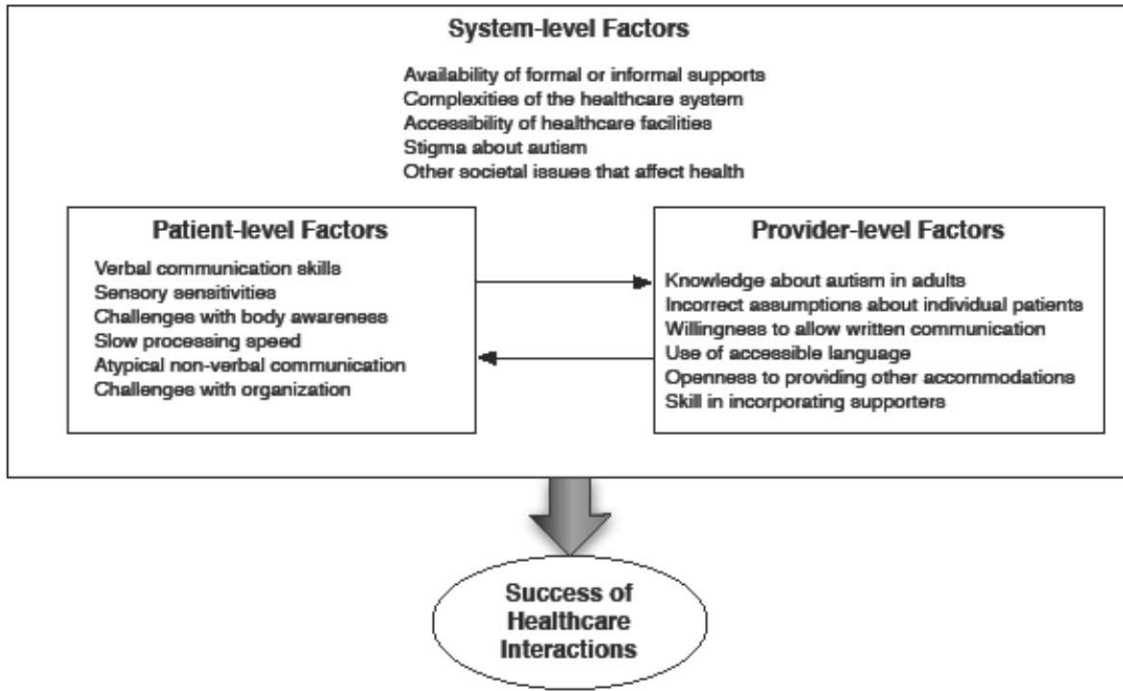 System-level Factors
Availability of formal or informal supports
Complexities of the healthcare system
Accessibility of healthcare facilities
Stigma about autism
Other societal issues that affect health
Patient-level Factors
Verbal communication skills
Sensory sensitivities
Challenges with body awareness
Slow processing speed
Atypical non-verbal communication
Challenges with organization
Provider-level Factors
Knowledge about autism in adults
Incorrect assumptions about individual patients
Willingness to allow written communication
Use of accessible language
Openness to providing other accommodations
Skill in incorporating supporters
Success of
Healthcare
Interactions